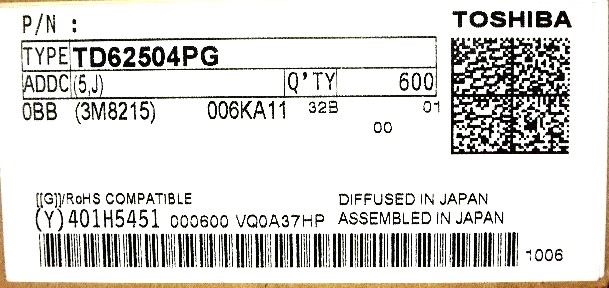 P/N :
TOSHIBA
TYPE TD62504PG
ADDC (5,J) Q'TY 600
0BB (3M8215) 006KA11 32B 01
00
[[G]]/RoHS COMPATIBLE DIFFUSED IN JAPAN
(Y)401H5451 000600 VQ0A37HP ASSEMBLED IN JAPAN
1006